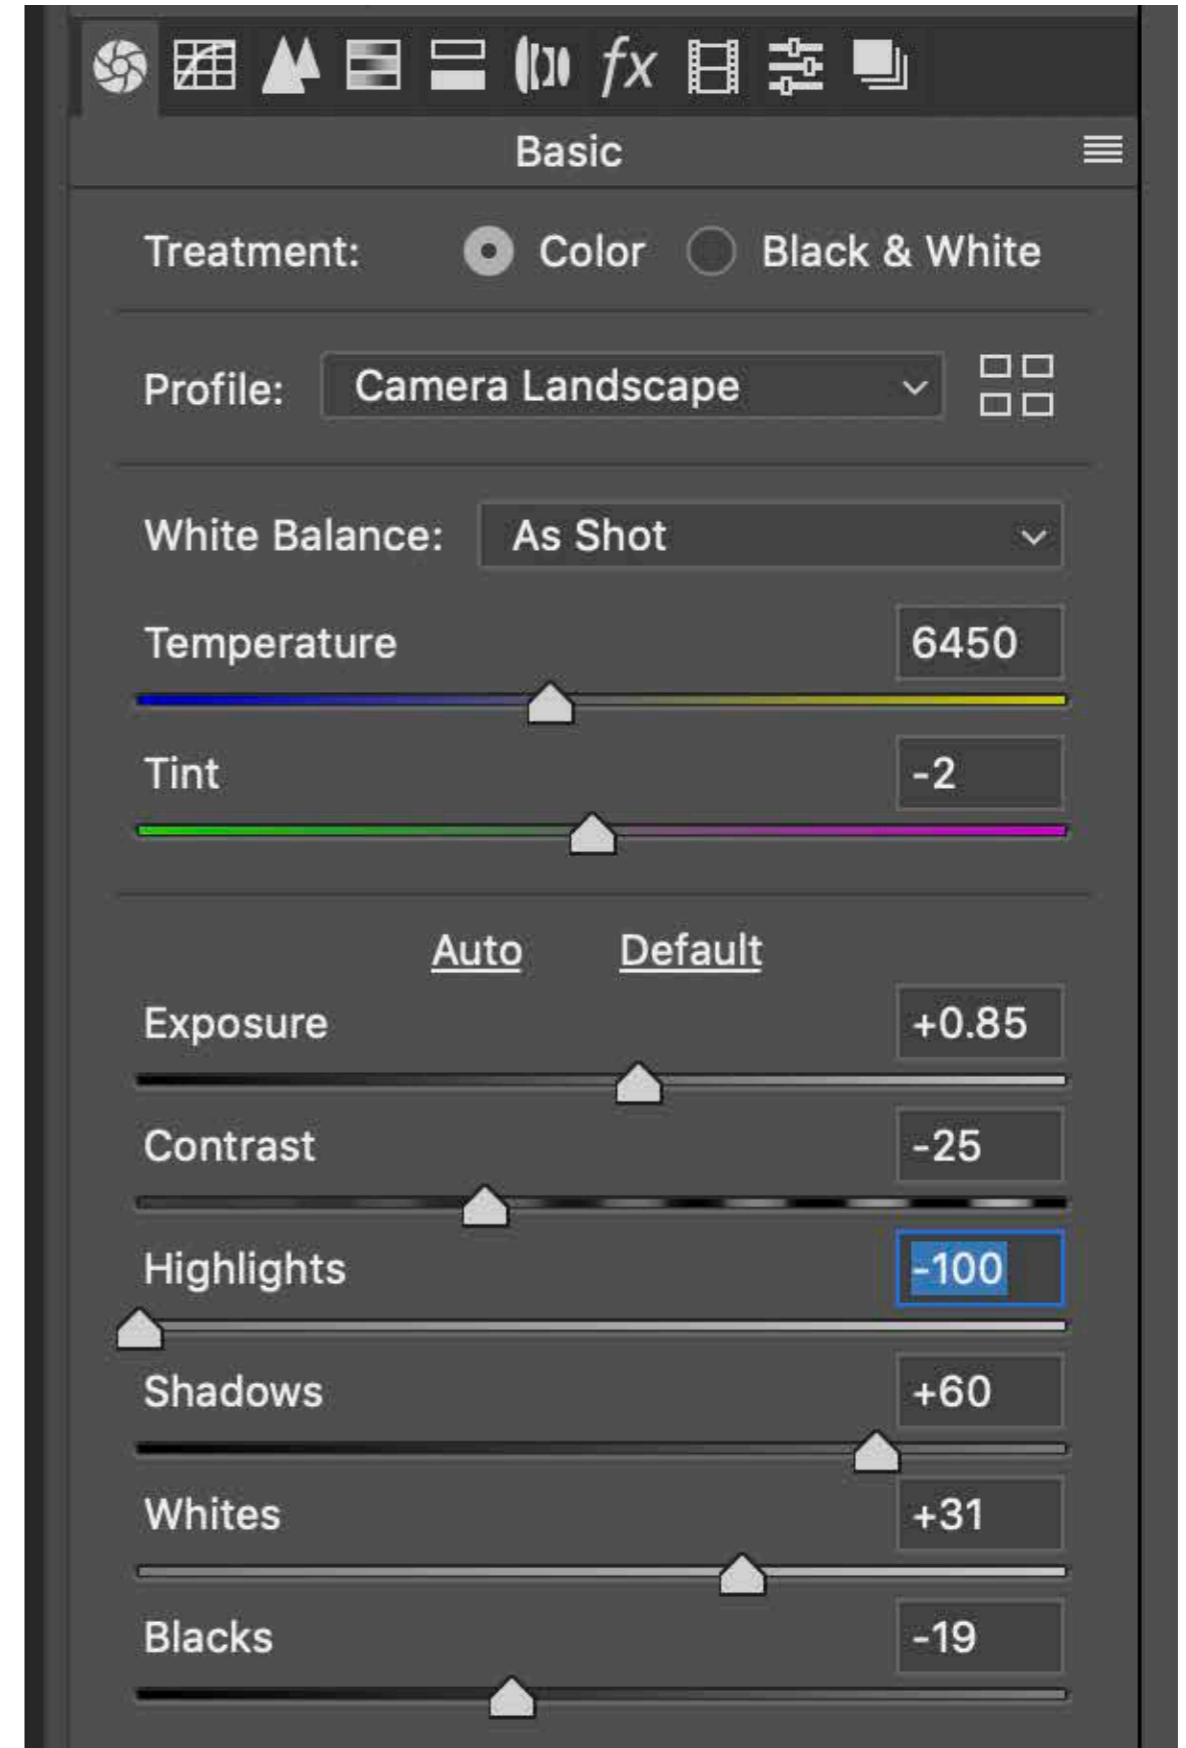 fx
Basic
Treatment: Color Black & White
Profile: Camera Landscape
White Balance: As Shot
Temperature 6450
Tint -2
Auto Default
Exposure +0.85
Contrast -25
Highlights -100
Shadows +60
Whites +31
Blacks -19